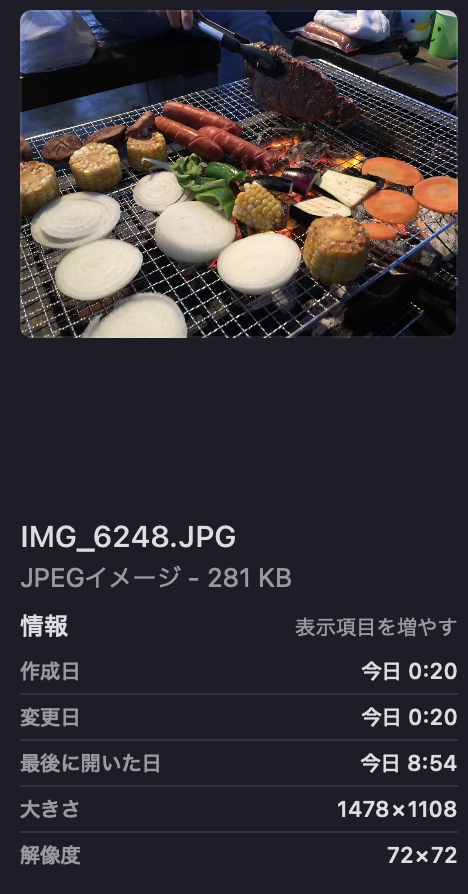 IMG_6248.JPG
JPEGイメージ - 281 KB
情報 表示項目を増やす
作成日 今日 0:20
変更日 今日 0:20
最後に開いた日 今日 8:54
大きさ 1478×1108
解像度 72×72